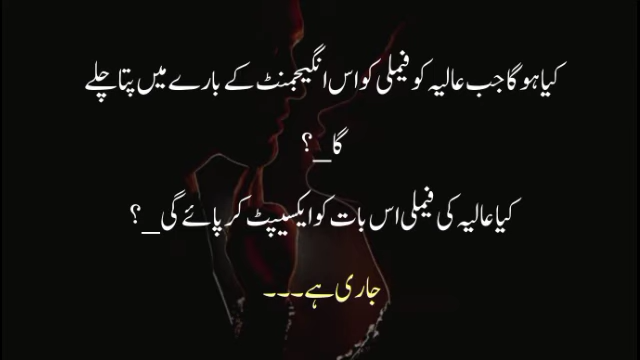 کیا ہو گا جب عالیہ کو فیملی کو اس انگیجمنٹ کے بارے میں پتا چلے
گا_؟
کیا عالیہ کی فیملی اس بات کو ایکسیپٹ کر پائے گی_؟
جاری ہے۔۔۔